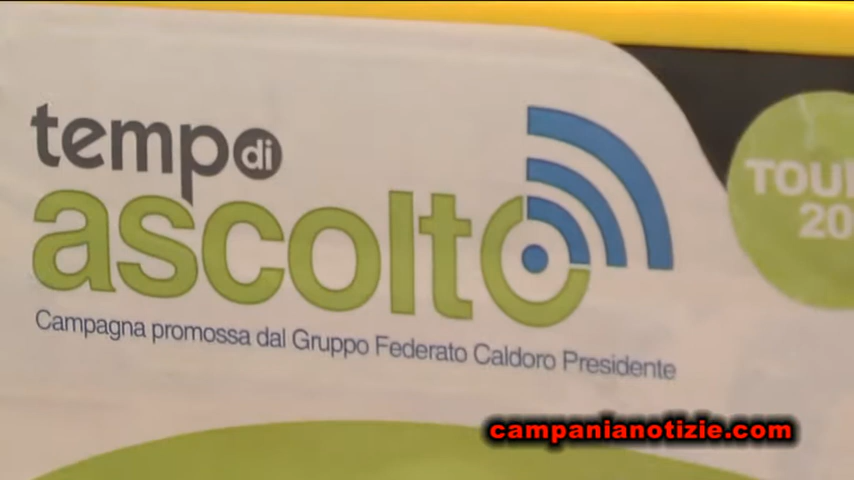 tempo di
ascolto
Campagna promossa dal Gruppo Federato Caldoro Presidente
campanianotizie.com